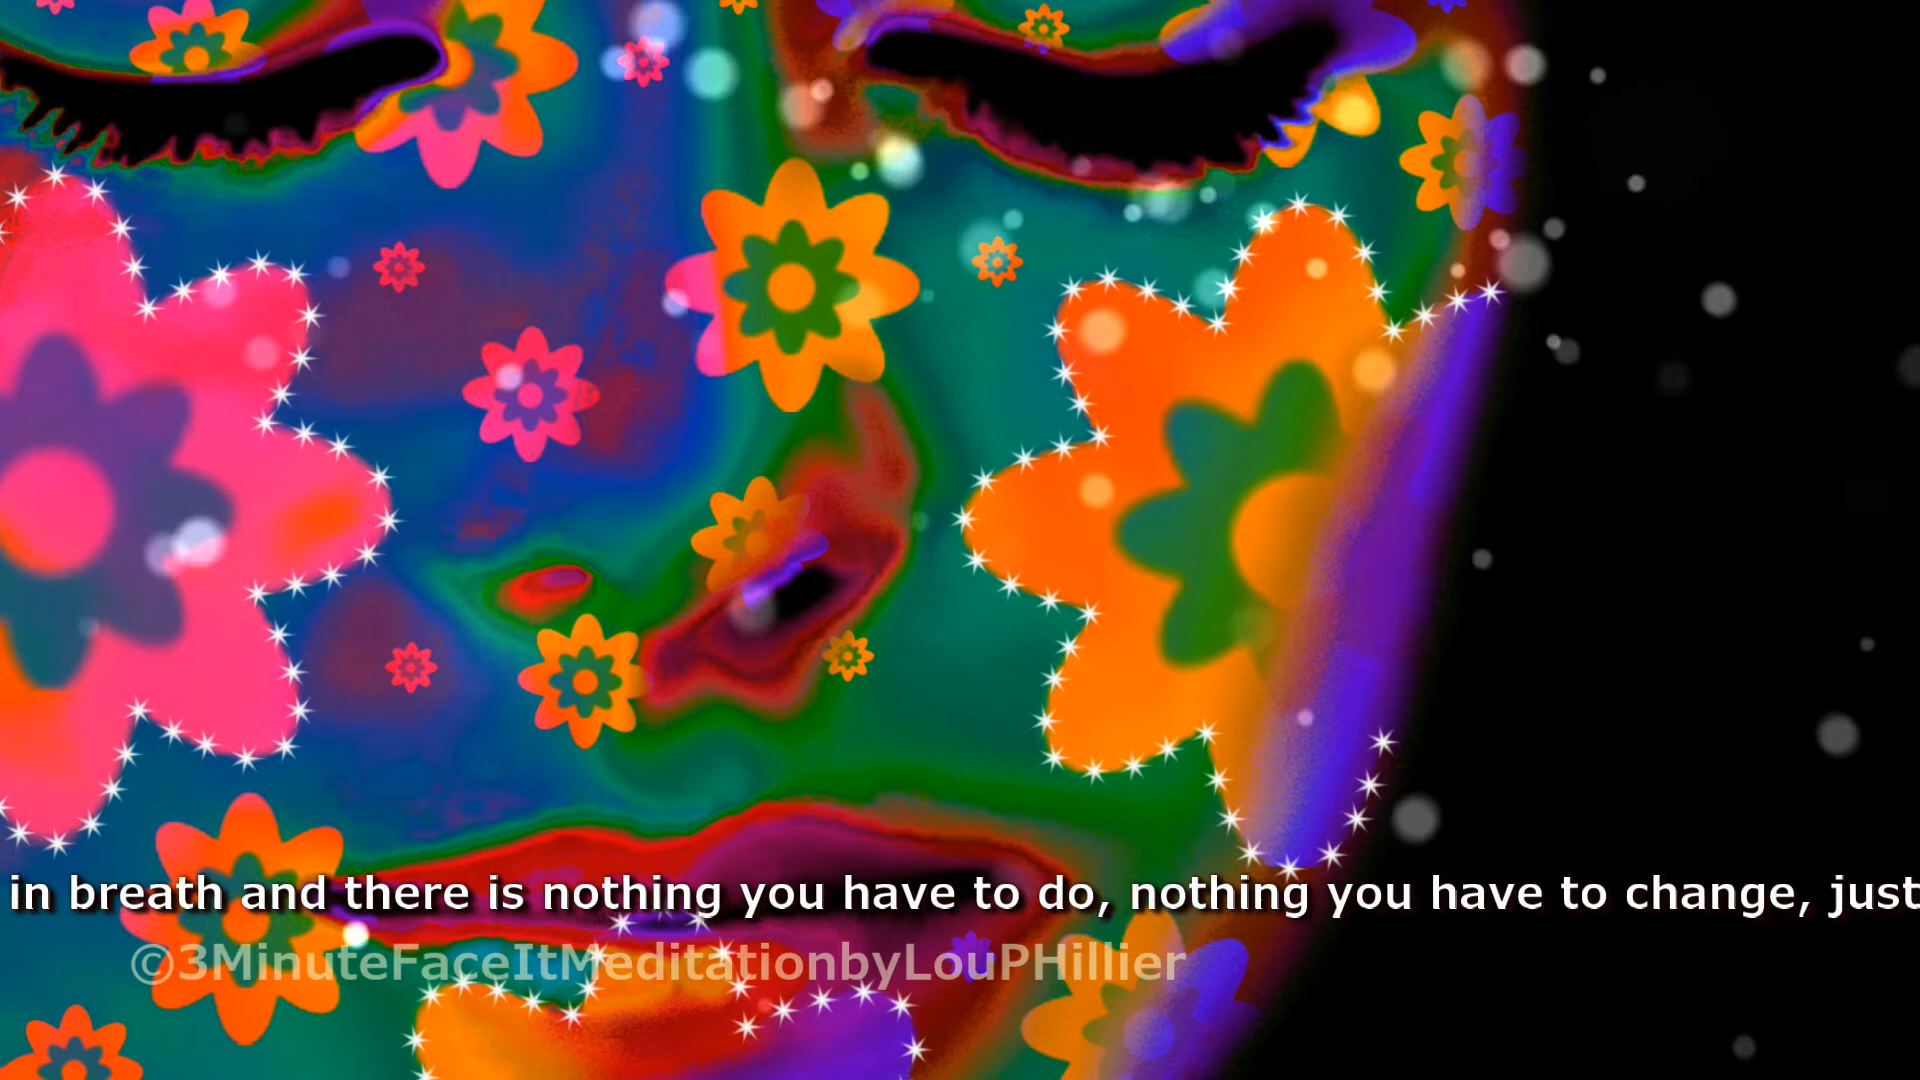 in breath and there is nothing you have to do, nothing you have to change, just
©3MinuteFaceItMeditationbyLouPHillier